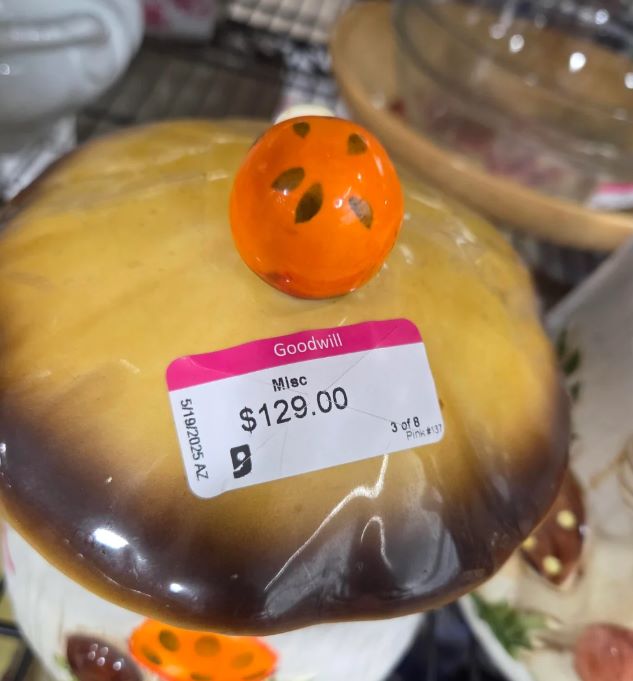 Goodwill
Misc
$129.00
3 of 8
Pink #137
5/19/2025 AZ